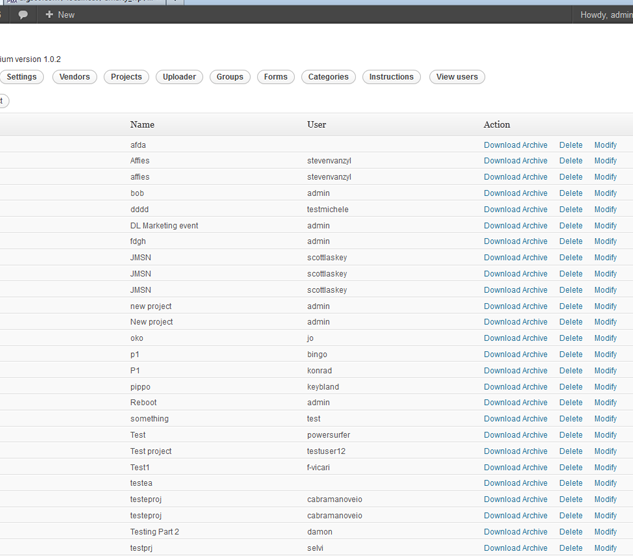 + New Howdy, admin
ium version 1.0.2
Settings Vendors Projects Uploader Groups Forms Categories Instructions View users
t
Name User Action
afda Download Archive Delete Modify
Affles stevenvanzyl Download Archive Delete Modify
affles stevenvanzyl Download Archive Delete Modify
bob admin Download Archive Delete Modify
dddd testmichele Download Archive Delete Modify
DL Marketing event admin Download Archive Delete Modify
fdgh admin Download Archive Delete Modify
JMSN scottlaskey Download Archive Delete Modify
JMSN scottlaskey Download Archive Delete Modify
JMSN scottlaskey Download Archive Delete Modify
new project admin Download Archive Delete Modify
New project admin Download Archive Delete Modify
oko jo Download Archive Delete Modify
p1 bingo Download Archive Delete Modify
P1 konrad Download Archive Delete Modify
pippo keybland Download Archive Delete Modify
Reboot admin Download Archive Delete Modify
something test Download Archive Delete Modify
Test powersurfer Download Archive Delete Modify
Test project testuser12 Download Archive Delete Modify
Test1 f-vicari Download Archive Delete Modify
testea Download Archive Delete Modify
testeproj cabramanoveio Download Archive Delete Modify
testeproj cabramanoveio Download Archive Delete Modify
Testing Part 2 damon Download Archive Delete Modify
testprj selvi Download Archive Delete Modify